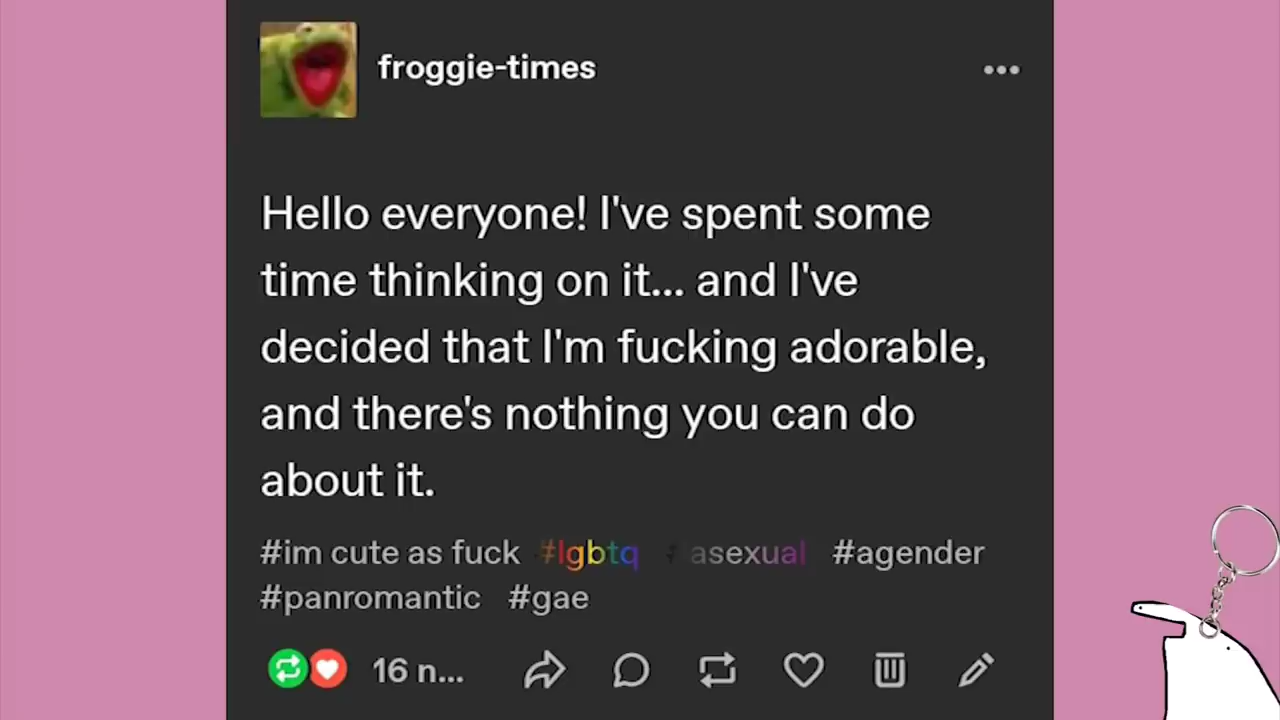 froggie-times
Hello everyone! I've spent some
time thinking on it... and I've
decided that I'm fucking adorable,
and there's nothing you can do
about it.
#im cute as fuck #lgbtq # asexual #agender
#panromantic #gae
16 n...